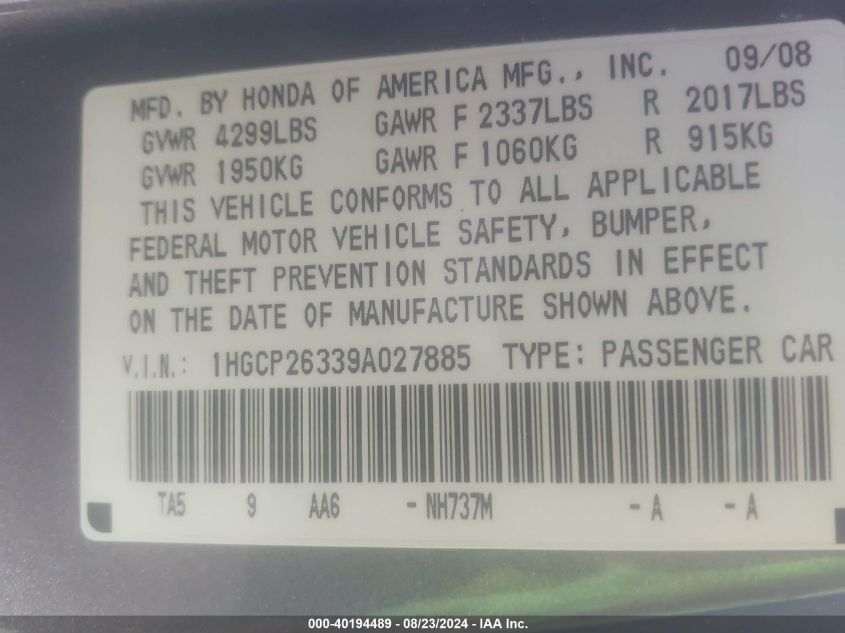 MFD. BY HONDA OF AMERICA MFG., INC. 09/08
GVWR 4299LBS GAWR F 2337LBS R 2017LBS
GVWR 1950KG GAWR F 1060KG R 915KG
THIS VEHICLE CONFORMS TO ALL APPLICABLE
FEDERAL MOTOR VEHICLE SAFETY, BUMPER,
AND THEFT PREVENTION STANDARDS IN EFFECT
ON THE DATE OF MANUFACTURE SHOWN ABOVE.
V.I.N.: 1HGCP26339A027885 TYPE: PASSENGER CAR
TA5 9 AA6 -NH737M -A -A
000-40194489 - 08/23/2024 - IAA Inc.